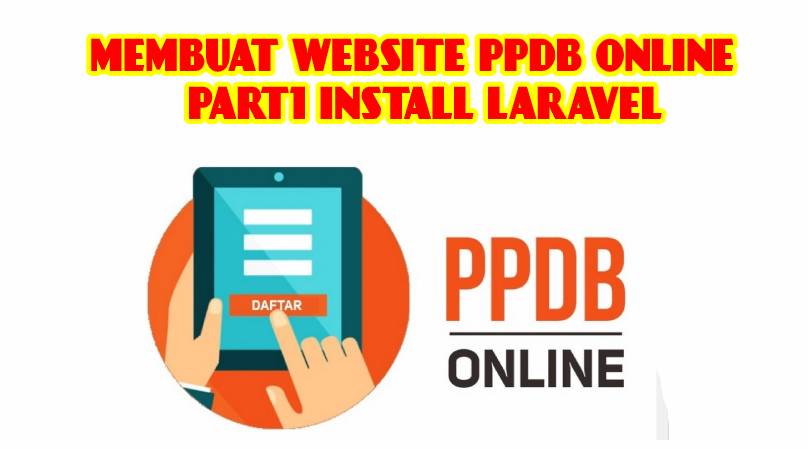 MEMBUAT WEBSITE PPDB ONLINE
PART1 INSTALL LARAVEL
DAFTAR
PPDB
ONLINE